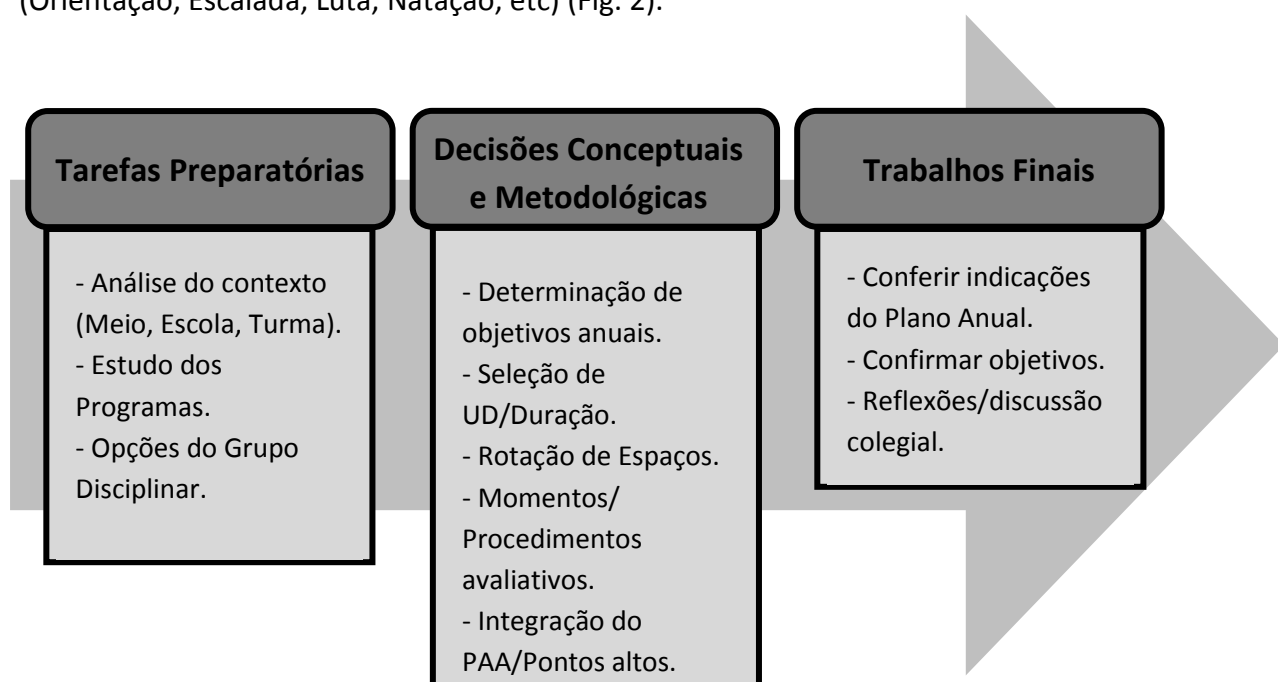 (Orientação, Escalada, Luta, Natação, etc) (Fig. 2).
Tarefas Preparatórias
- Análise do contexto
(Meio, Escola, Turma).
- Estudo dos
Programas.
- Opções do Grupo
Disciplinar.
Decisões Conceptuais
e Metodológicas
- Determinação de
objetivos anuais.
- Seleção de
UD/Duração.
- Rotação de Espaços.
- Momentos/
Procedimentos
avaliativos.
- Integração do
PAA/Pontos altos.
Trabalhos Finais
- Conferir indicações
do Plano Anual.
- Confirmar objetivos.
- Reflexões/discussão
colegial.